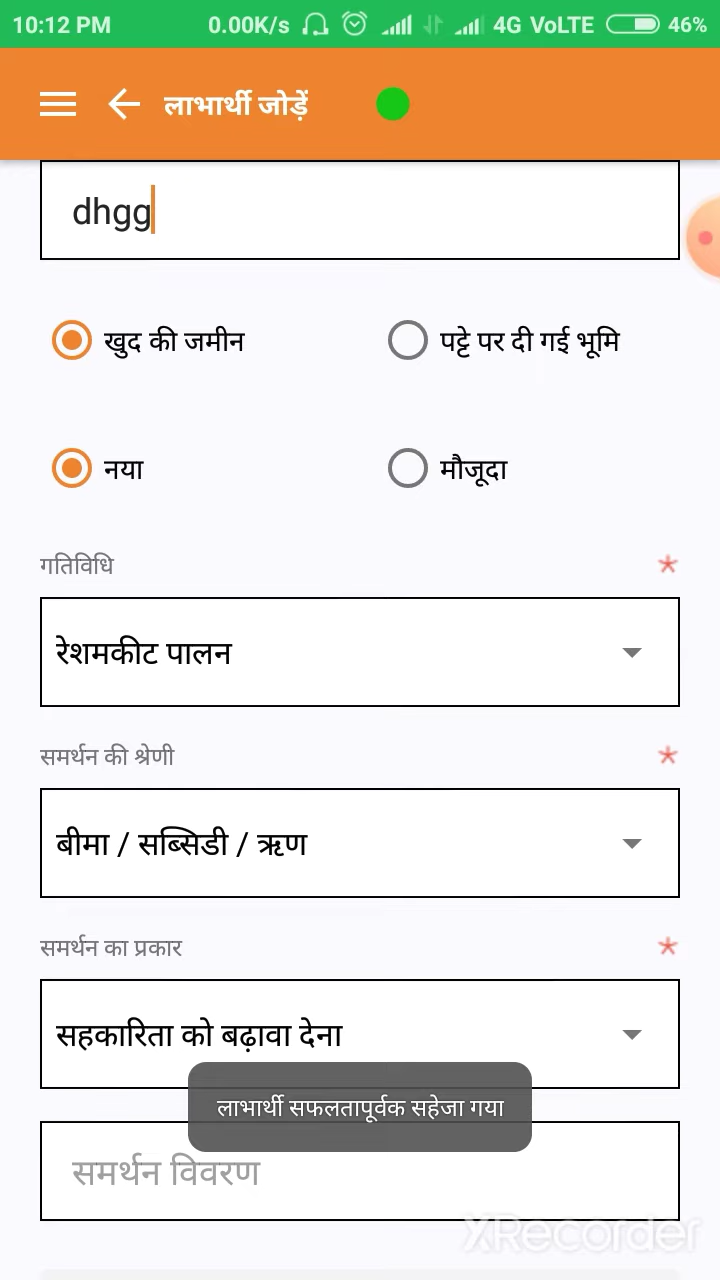 10:12 PM 0.00K/s 4G VoLTE 46%
लाभार्थी जोड़ें
dhgg
खुद की जमीन पट्टे पर दी गई भूमि
नया मौजूदा
गतिविधि *
रेशमकीट पालन
समर्थन की श्रेणी *
बीमा / सब्सिडी / ऋण
समर्थन का प्रकार *
सहकारिता को बढ़ावा देना
लाभार्थी सफलतापूर्वक सहेजा गया
समर्थन विवरण
XRecorder